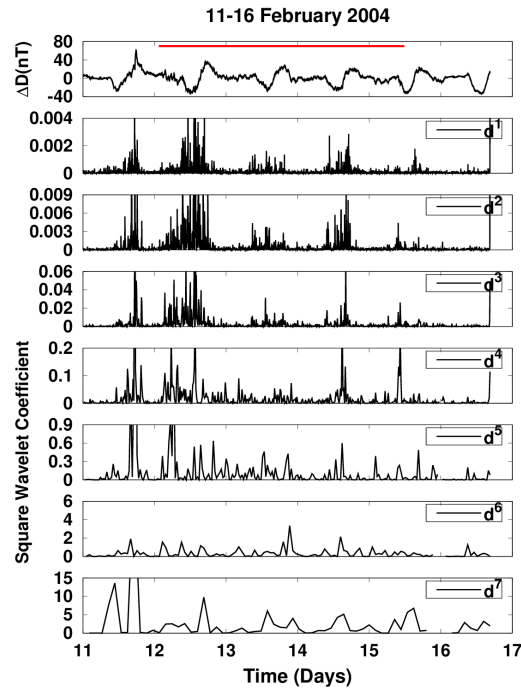 11-16 February 2004
ΔD(nT)
80
40
0
-40
Square Wavelet Coefficient
0.004
0.002
0
d1
0.009
0.006
0.003
0
d2
0.06
0.04
0.02
0
d3
0.2
0.1
0
d4
0.9
0.6
0.3
0
d5
6
4
2
0
d6
15
10
5
0
d7
11 12 13 14 15 16 17
Time (Days)